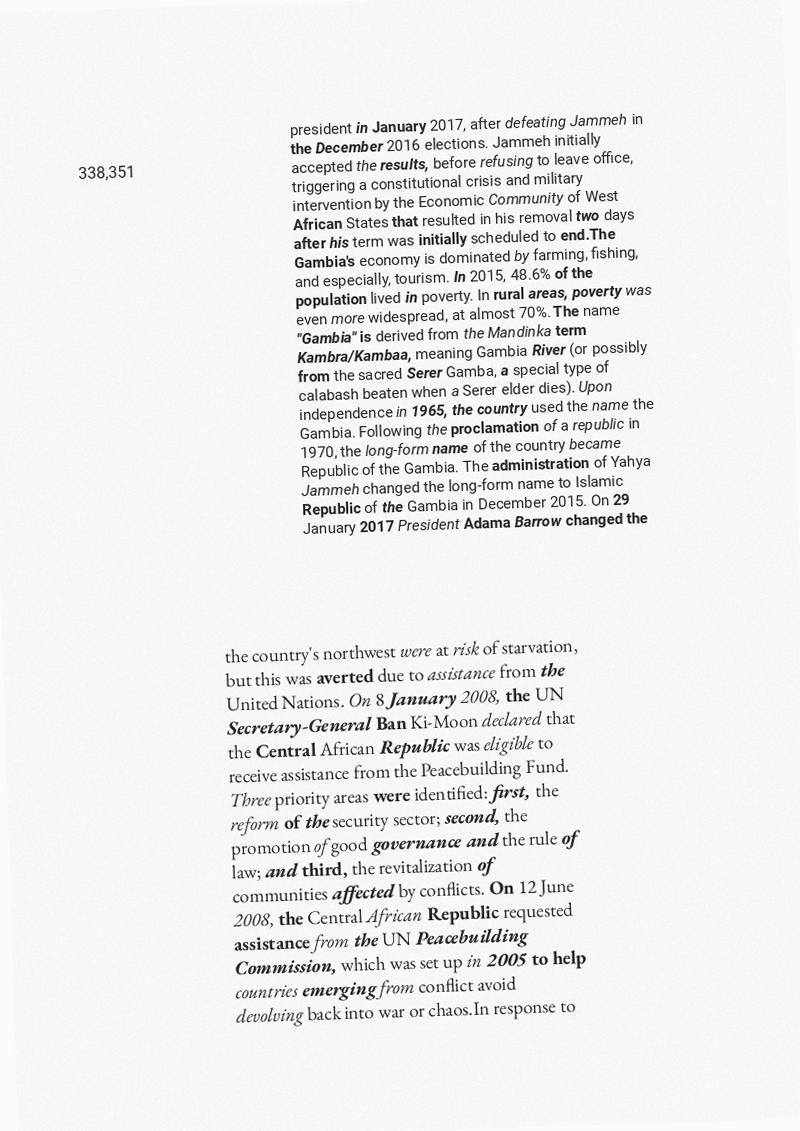 338,351
president in January 2017, after defeating Jammeh in
the December 2016 elections. Jammeh initially
accepted the results, before refusing to leave office,
triggering a constitutional crisis and military
intervention by the Economic Community of West
African States that resulted in his removal two days
after his term was initially scheduled to end.The
Gambia's economy is dominated by farming, fishing,
and especially, tourism. In 2015, 48.6% of the
population lived in poverty. In rural areas, poverty was
even more widespread, at almost 70%. The name
"Gambia" is derived from the Mandinka term
Kambra/Kambaa, meaning Gambia River (or possibly
from the sacred Serer Gamba, a special type of
calabash beaten when a Serer elder dies). Upon
independence in 1965, the country used the name the
Gambia. Following the proclamation of a republic in
1970, the long-form name of the country became
Republic of the Gambia. The administration of Yahya
Jammeh changed the long-form name to Islamic
Republic of the Gambia in December 2015. On 29
January 2017 President Adama Barrow changed the
the country's northwest were at risk of starvation,
but this was averted due to assistance from the
United Nations. On 8 January 2008, the UN
Secretary-General Ban Ki-Moon declared that
the Central African Republic was eligible to
receive assistance from the Peacebuilding Fund.
Three priority areas were identified: first, the
reform of the security sector; second, the
promotion of good governance and the rule of
law; and third, the revitalization of
communities affected by conflicts. On 12 June
2008, the Central African Republic requested
assistance from the UN Peacebuilding
Commission, which was set up in 2005 to help
countries emerging from conflict avoid
devolving back into war or chaos.In response to